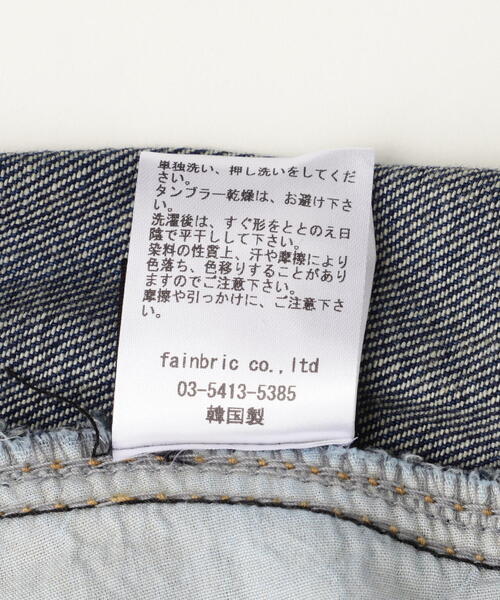 単独洗い、押し洗いをしてくだ
さい。
タンブラー乾燥は、お避け下さ
い。
洗濯後は、すぐ形をととのえ日
陰で平干しして下さい。
染料の性質上、汗や摩擦により
色落ち、色移りすることがあり
ますのでご注意下さい。
摩擦や引っかけに、ご注意下さ
い。
fainbric co.,ltd
03-5413-5385
韓国製